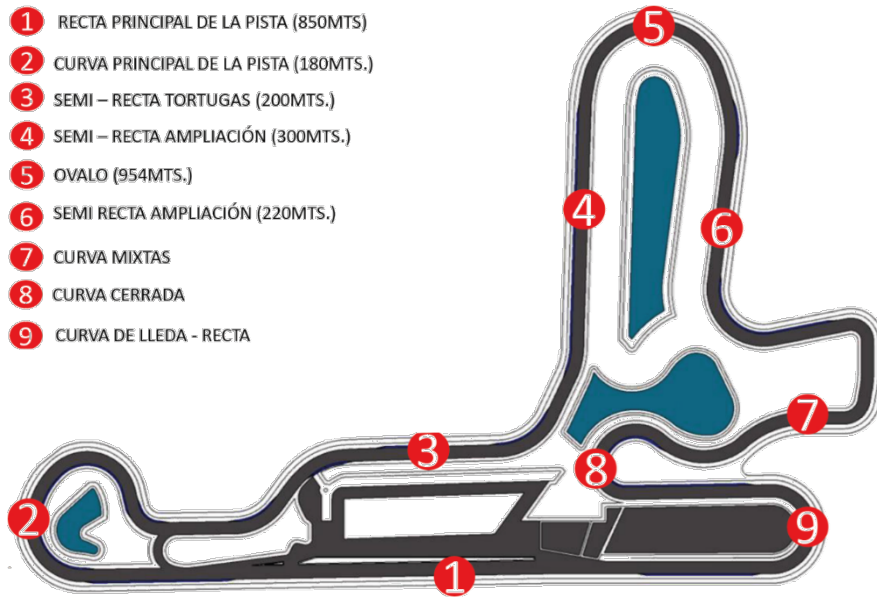 1 RECTA PRINCIPAL DE LA PISTA (850MTS)
2 CURVA PRINCIPAL DE LA PISTA (180MTS.)
3 SEMI – RECTA TORTUGAS (200MTS.)
4 SEMI – RECTA AMPLIACIÓN (300MTS.)
5 OVALO (954MTS.)
6 SEMI RECTA AMPLIACIÓN (220MTS.)
7 CURVA MIXTAS
8 CURVA CERRADA
9 CURVA DE LLEDA - RECTA
5
4
6
7
3
8
2
9
1